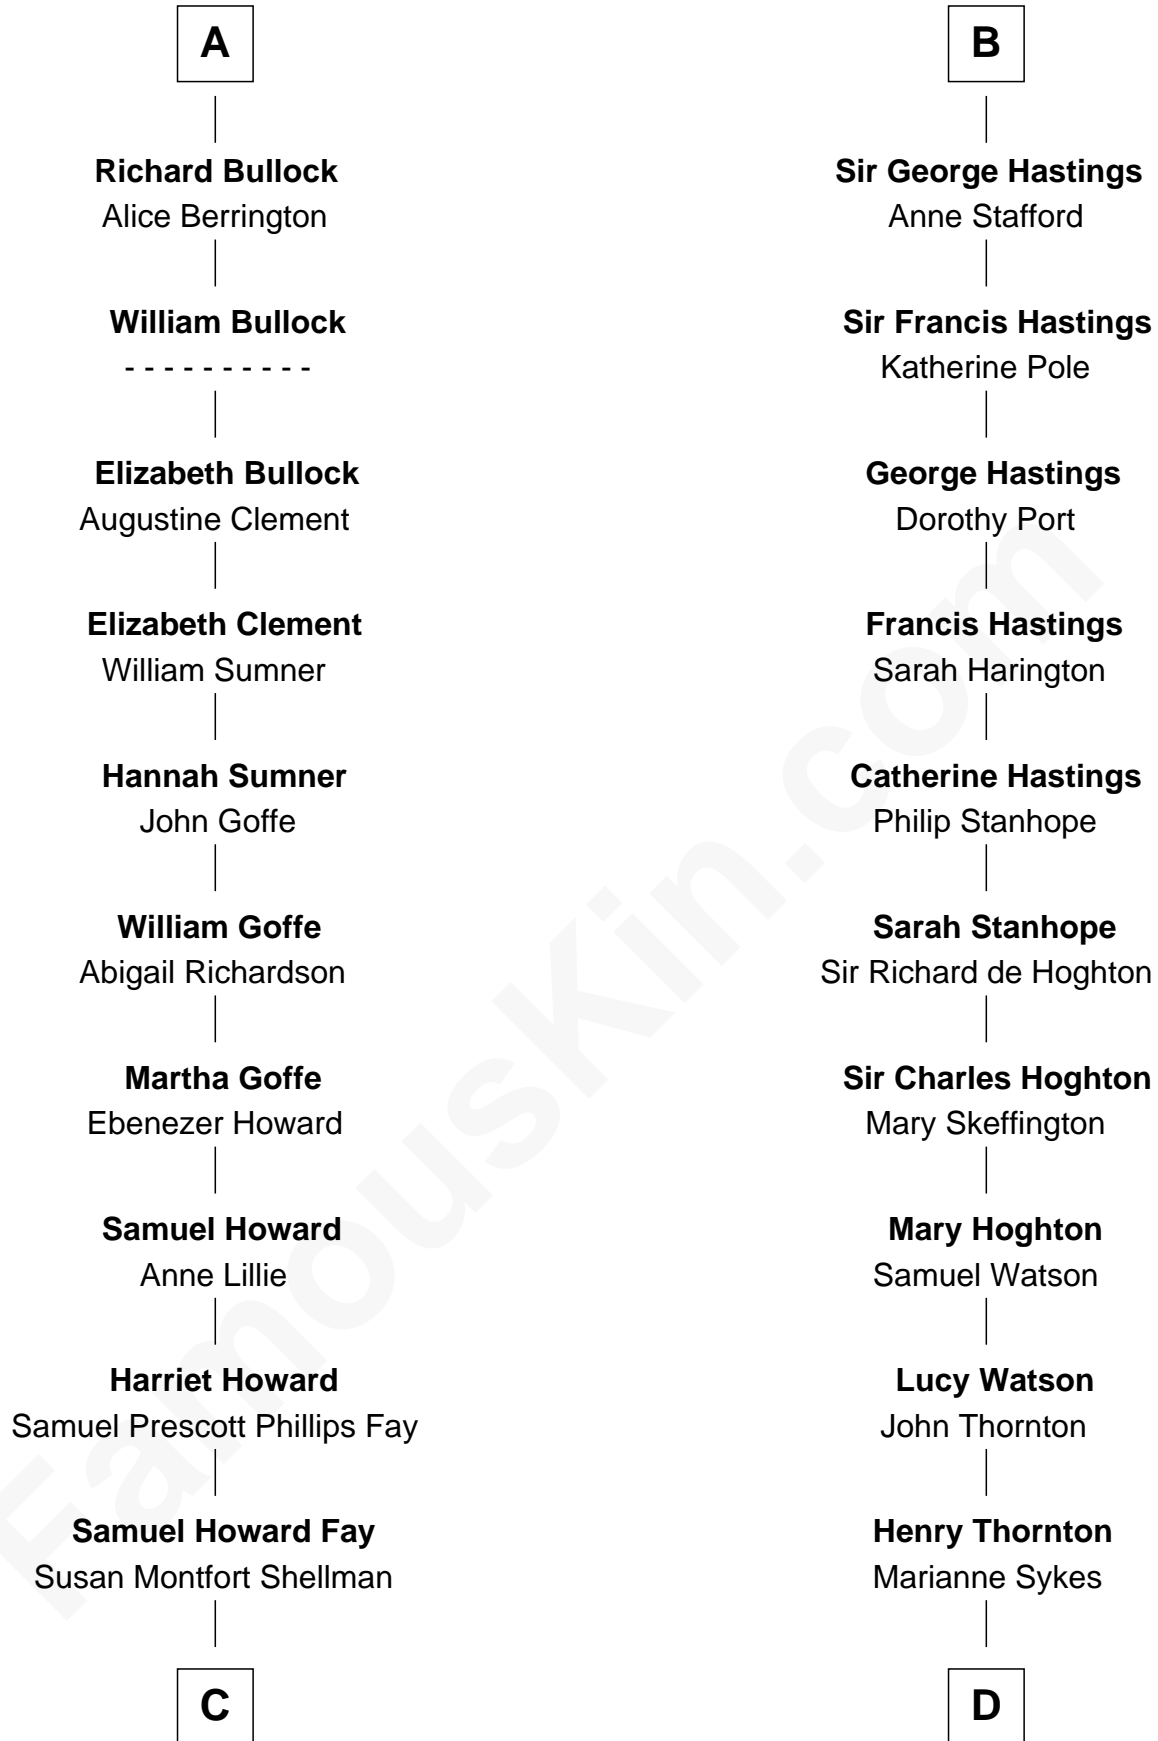 A
Richard Bullock
Alice Berrington
William Bullock
- - - - - - - - - -
Elizabeth Bullock
Augustine Clement
Elizabeth Clement
William Sumner
Hannah Sumner
John Goffe
William Goffe
Abigail Richardson
Martha Goffe
Ebenezer Howard
Samuel Howard
Anne Lillie
Harriet Howard
Samuel Prescott Phillips Fay
Samuel Howard Fay
Susan Montfort Shellman
C
B
Sir George Hastings
Anne Stafford
Sir Francis Hastings
Katherine Pole
George Hastings
Dorothy Port
Francis Hastings
Sarah Harington
Catherine Hastings
Philip Stanhope
Sarah Stanhope
Sir Richard de Hoghton
Sir Charles Hoghton
Mary Skeffington
Mary Hoghton
Samuel Watson
Lucy Watson
John Thornton
Henry Thornton
Marianne Sykes
D
FamousKin.com